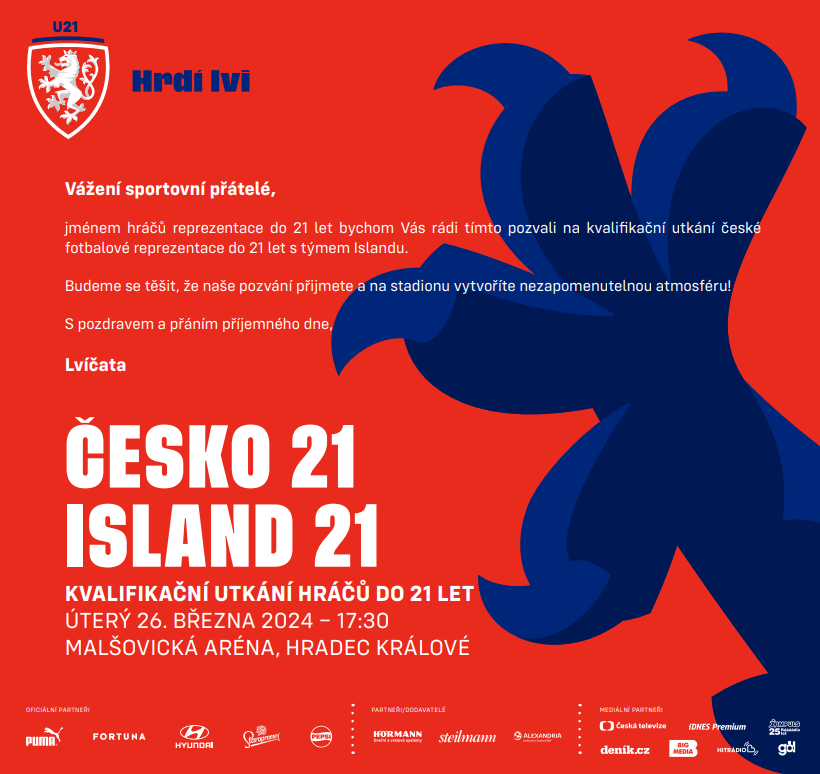 U21
Hrdí lvi
Vážení sportovní přátelé,
jménem hráčů reprezentace do 21 let bychom Vás rádi tímto pozvali na kvalifikační utkání české
fotbalové reprezentace do 21 let s týmem Islandu.
Budeme se těšit, že naše pozvání přijmete a na stadionu vytvoříte nezapomenutelnou atmosféru!
S pozdravem a přáním příjemného dne,
Lvíčata
ČESKO 21
ISLAND 21
KVALIFIKAČNÍ UTKÁNÍ HRÁČŮ DO 21 LET
ÚTERÝ 26. BŘEZNA 2024 – 17:30
MALŠOVICKÁ ARÉNA, HRADEC KRÁLOVÉ
OFICIÁLNÍ PARTNEŘI
PUMA
FORTUNA
HYUNDAI
Staropramen
PEPSI
PARTNEŘI/DODAVATELÉ
HÖRMANN
steilmann
ALEXANDRIA
MEDIÁLNÍ PARTNEŘI
Česká televize
iDNES Premium
IMPULS
25
deník.cz
BIG
MEDIA
HITRÁDIO
gól